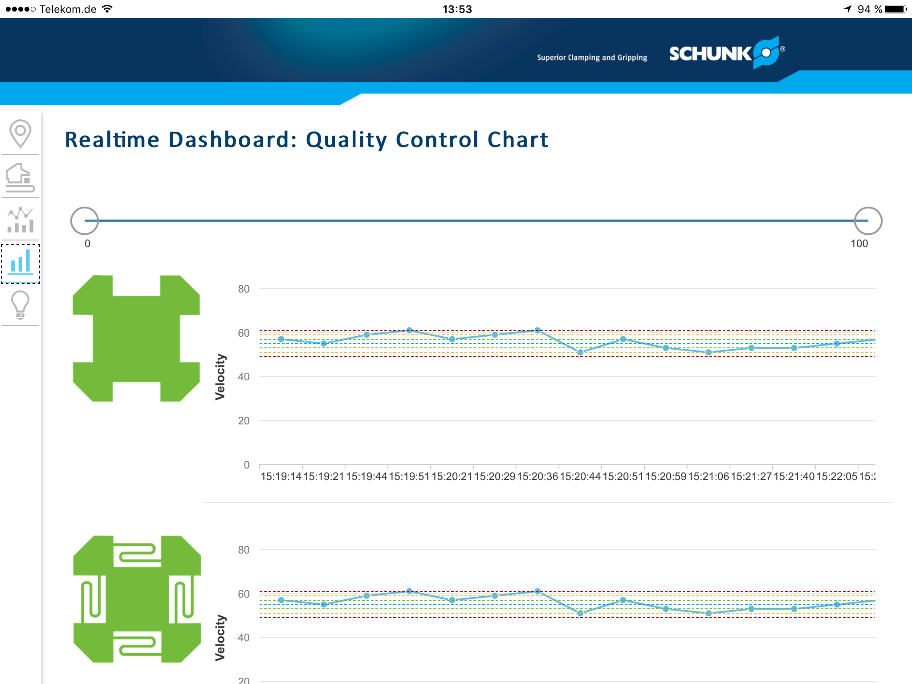 Telekom.de 13:53 94 %
Superior Clamping and Gripping SCHUNK®
Realtime Dashboard: Quality Control Chart
0 100
80
60
40
20
0
Velocity
15:19:14 15:19:21 15:19:44 15:19:51 15:20:21 15:20:29 15:20:36 15:20:44 15:20:51 15:20:59 15:21:06 15:21:27 15:21:40 15:22:05 15:2
80
60
40
20
Velocity